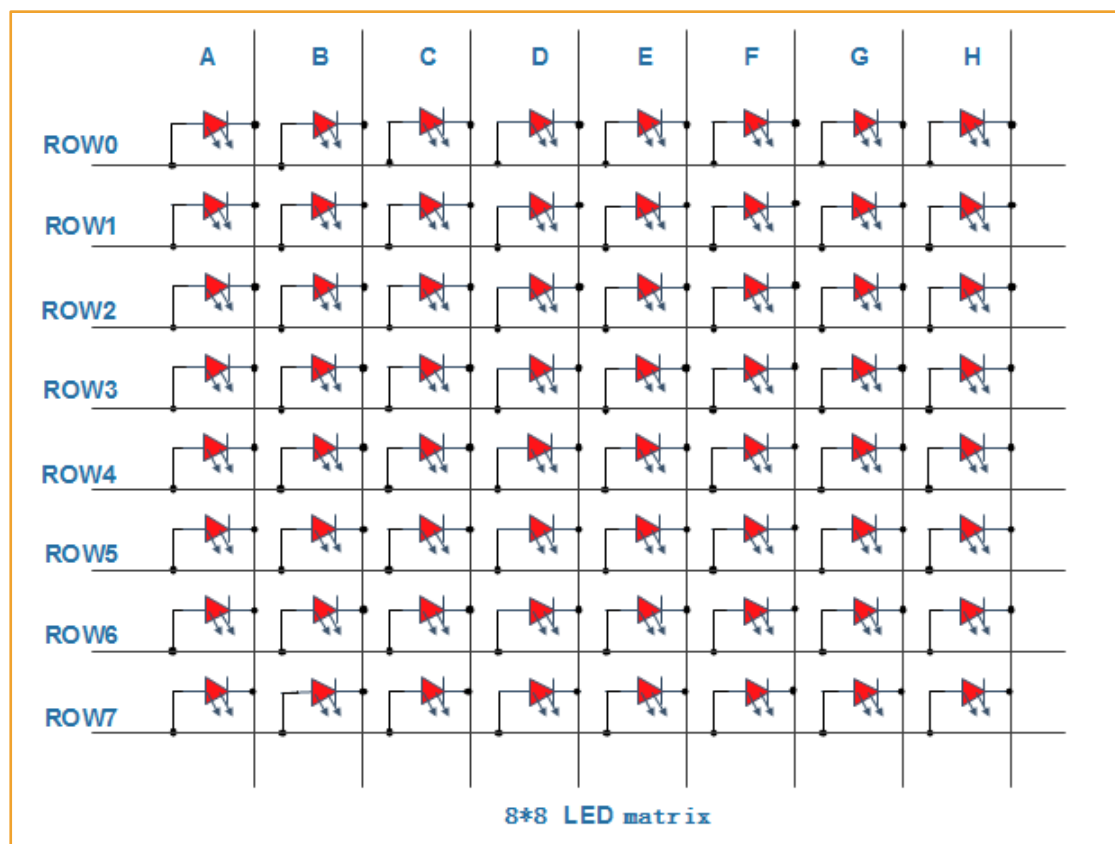 A B C D E F G H
ROW0
ROW1
ROW2
ROW3
ROW4
ROW5
ROW6
ROW7
8*8 LED matrix